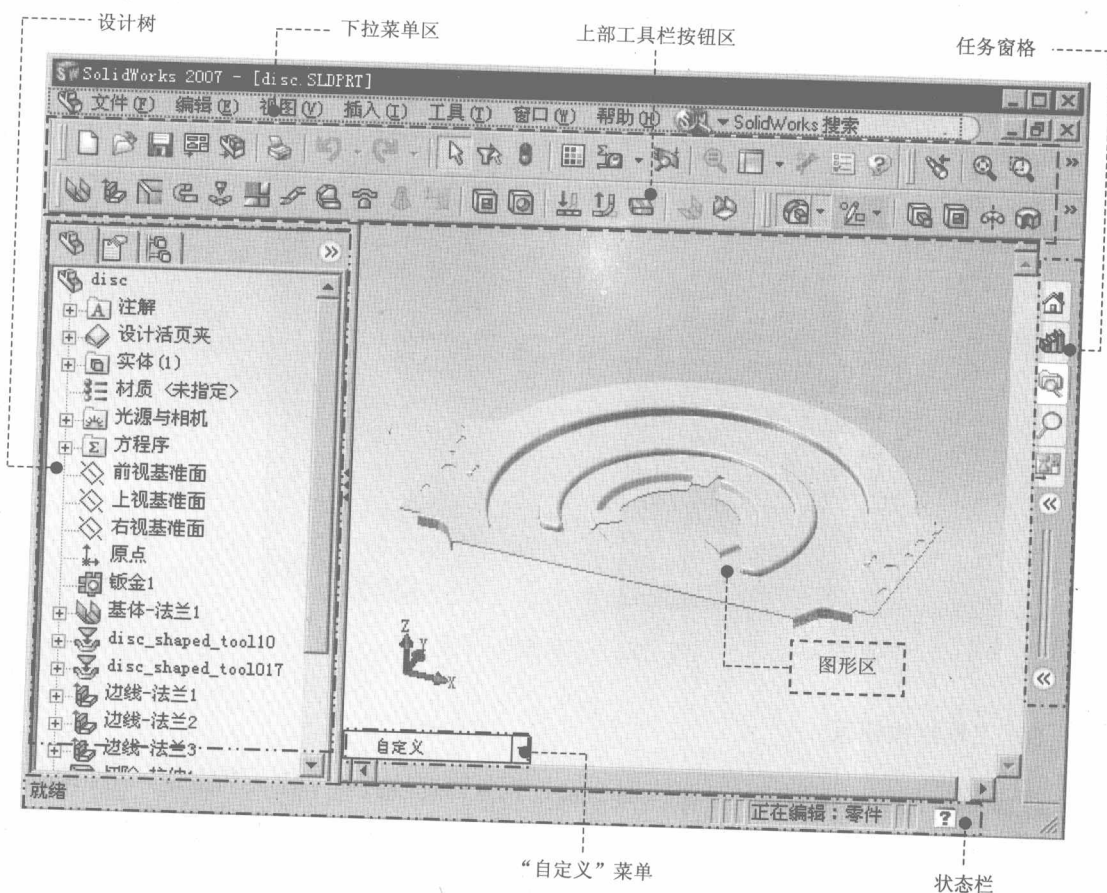 设计树
下拉菜单区
上部工具栏按钮区
任务窗格
SolidWorks 2007 - [disc.SLDPRT]
文件(F) 编辑(E) 视图(V) 插入(I) 工具(T) 窗口(W) 帮助(H) SolidWorks 搜索
disc
注解
设计活页夹
实体(1)
材质 <未指定>
光源与相机
方程序
前视基准面
上视基准面
右视基准面
原点
钣金1
基体-法兰1
disc_shaped_tool10
disc_shaped_tool017
边线-法兰1
边线-法兰2
边线-法兰3
Z
Y
X
图形区
自定义
就绪
正在编辑：零件
“自定义”菜单
状态栏